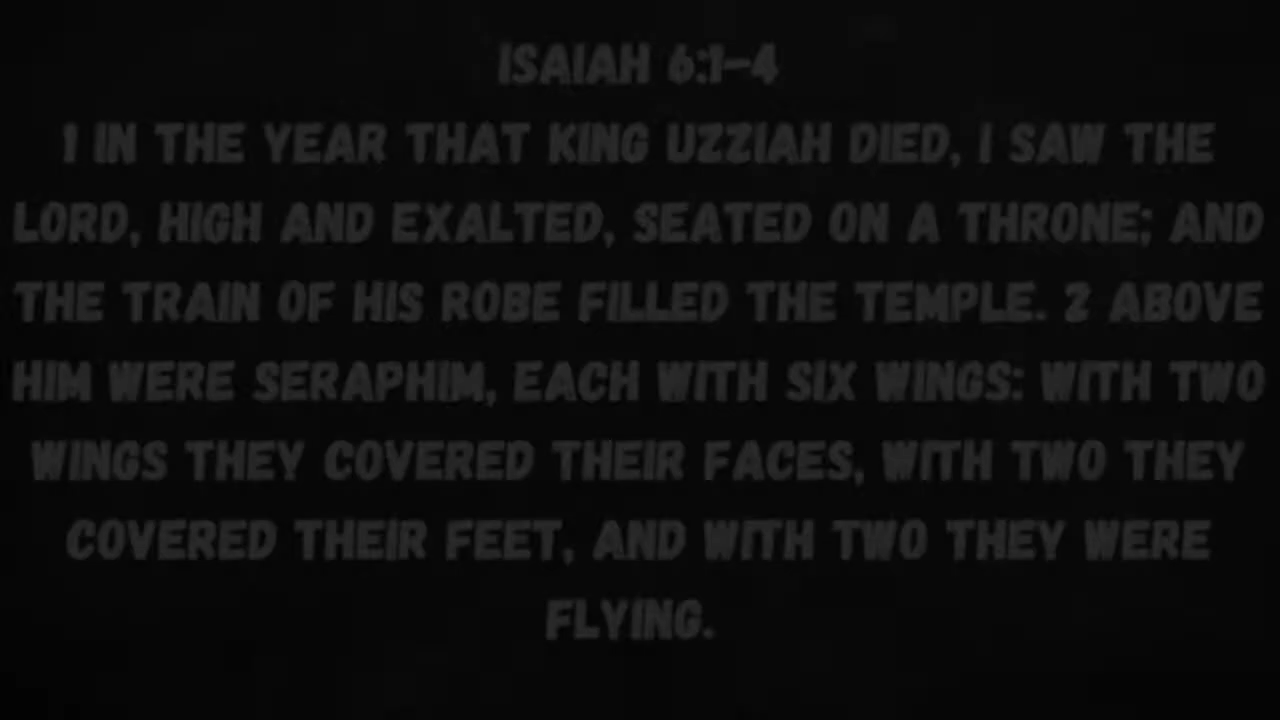 ISAIAH 6:1–4
1 IN THE YEAR THAT KING UZZIAH DIED, I SAW THE
LORD, HIGH AND EXALTED, SEATED ON A THRONE; AND
THE TRAIN OF HIS ROBE FILLED THE TEMPLE. 2 ABOVE
HIM WERE SERAPHIM, EACH WITH SIX WINGS: WITH TWO
WINGS THEY COVERED THEIR FACES, WITH TWO THEY
COVERED THEIR FEET, AND WITH TWO THEY WERE
FLYING.